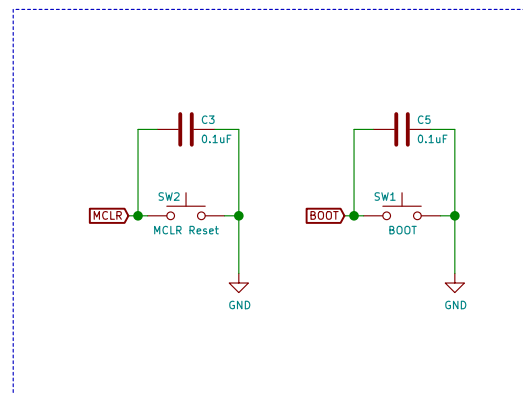 C3
0.1uF
SW2
MCLR
MCLR Reset
GND
C5
0.1uF
SW1
BOOT
BOOT
GND